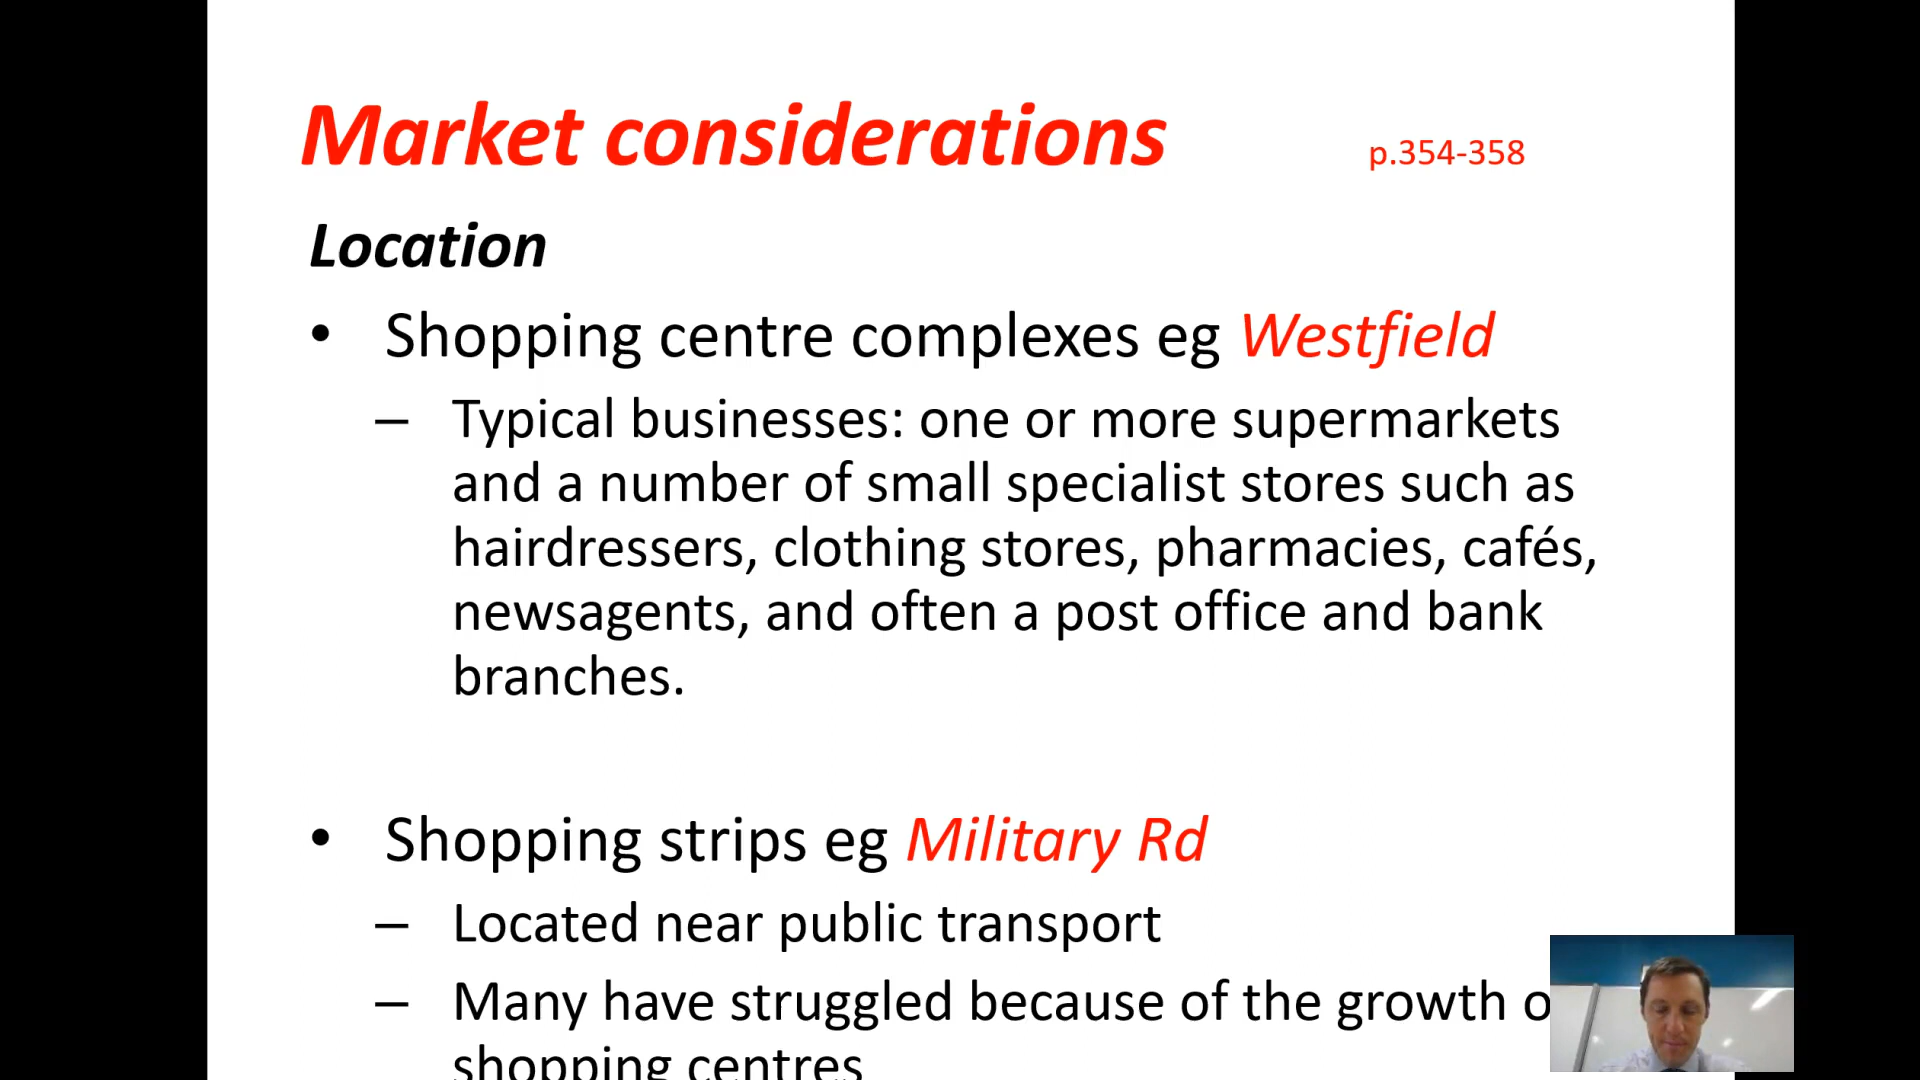 Market considerations p.354-358
Location
• Shopping centre complexes eg Westfield
– Typical businesses: one or more supermarkets
and a number of small specialist stores such as
hairdressers, clothing stores, pharmacies, cafés,
newsagents, and often a post office and bank
branches.
• Shopping strips eg Military Rd
– Located near public transport
– Many have struggled because of the growth o
shopping centres